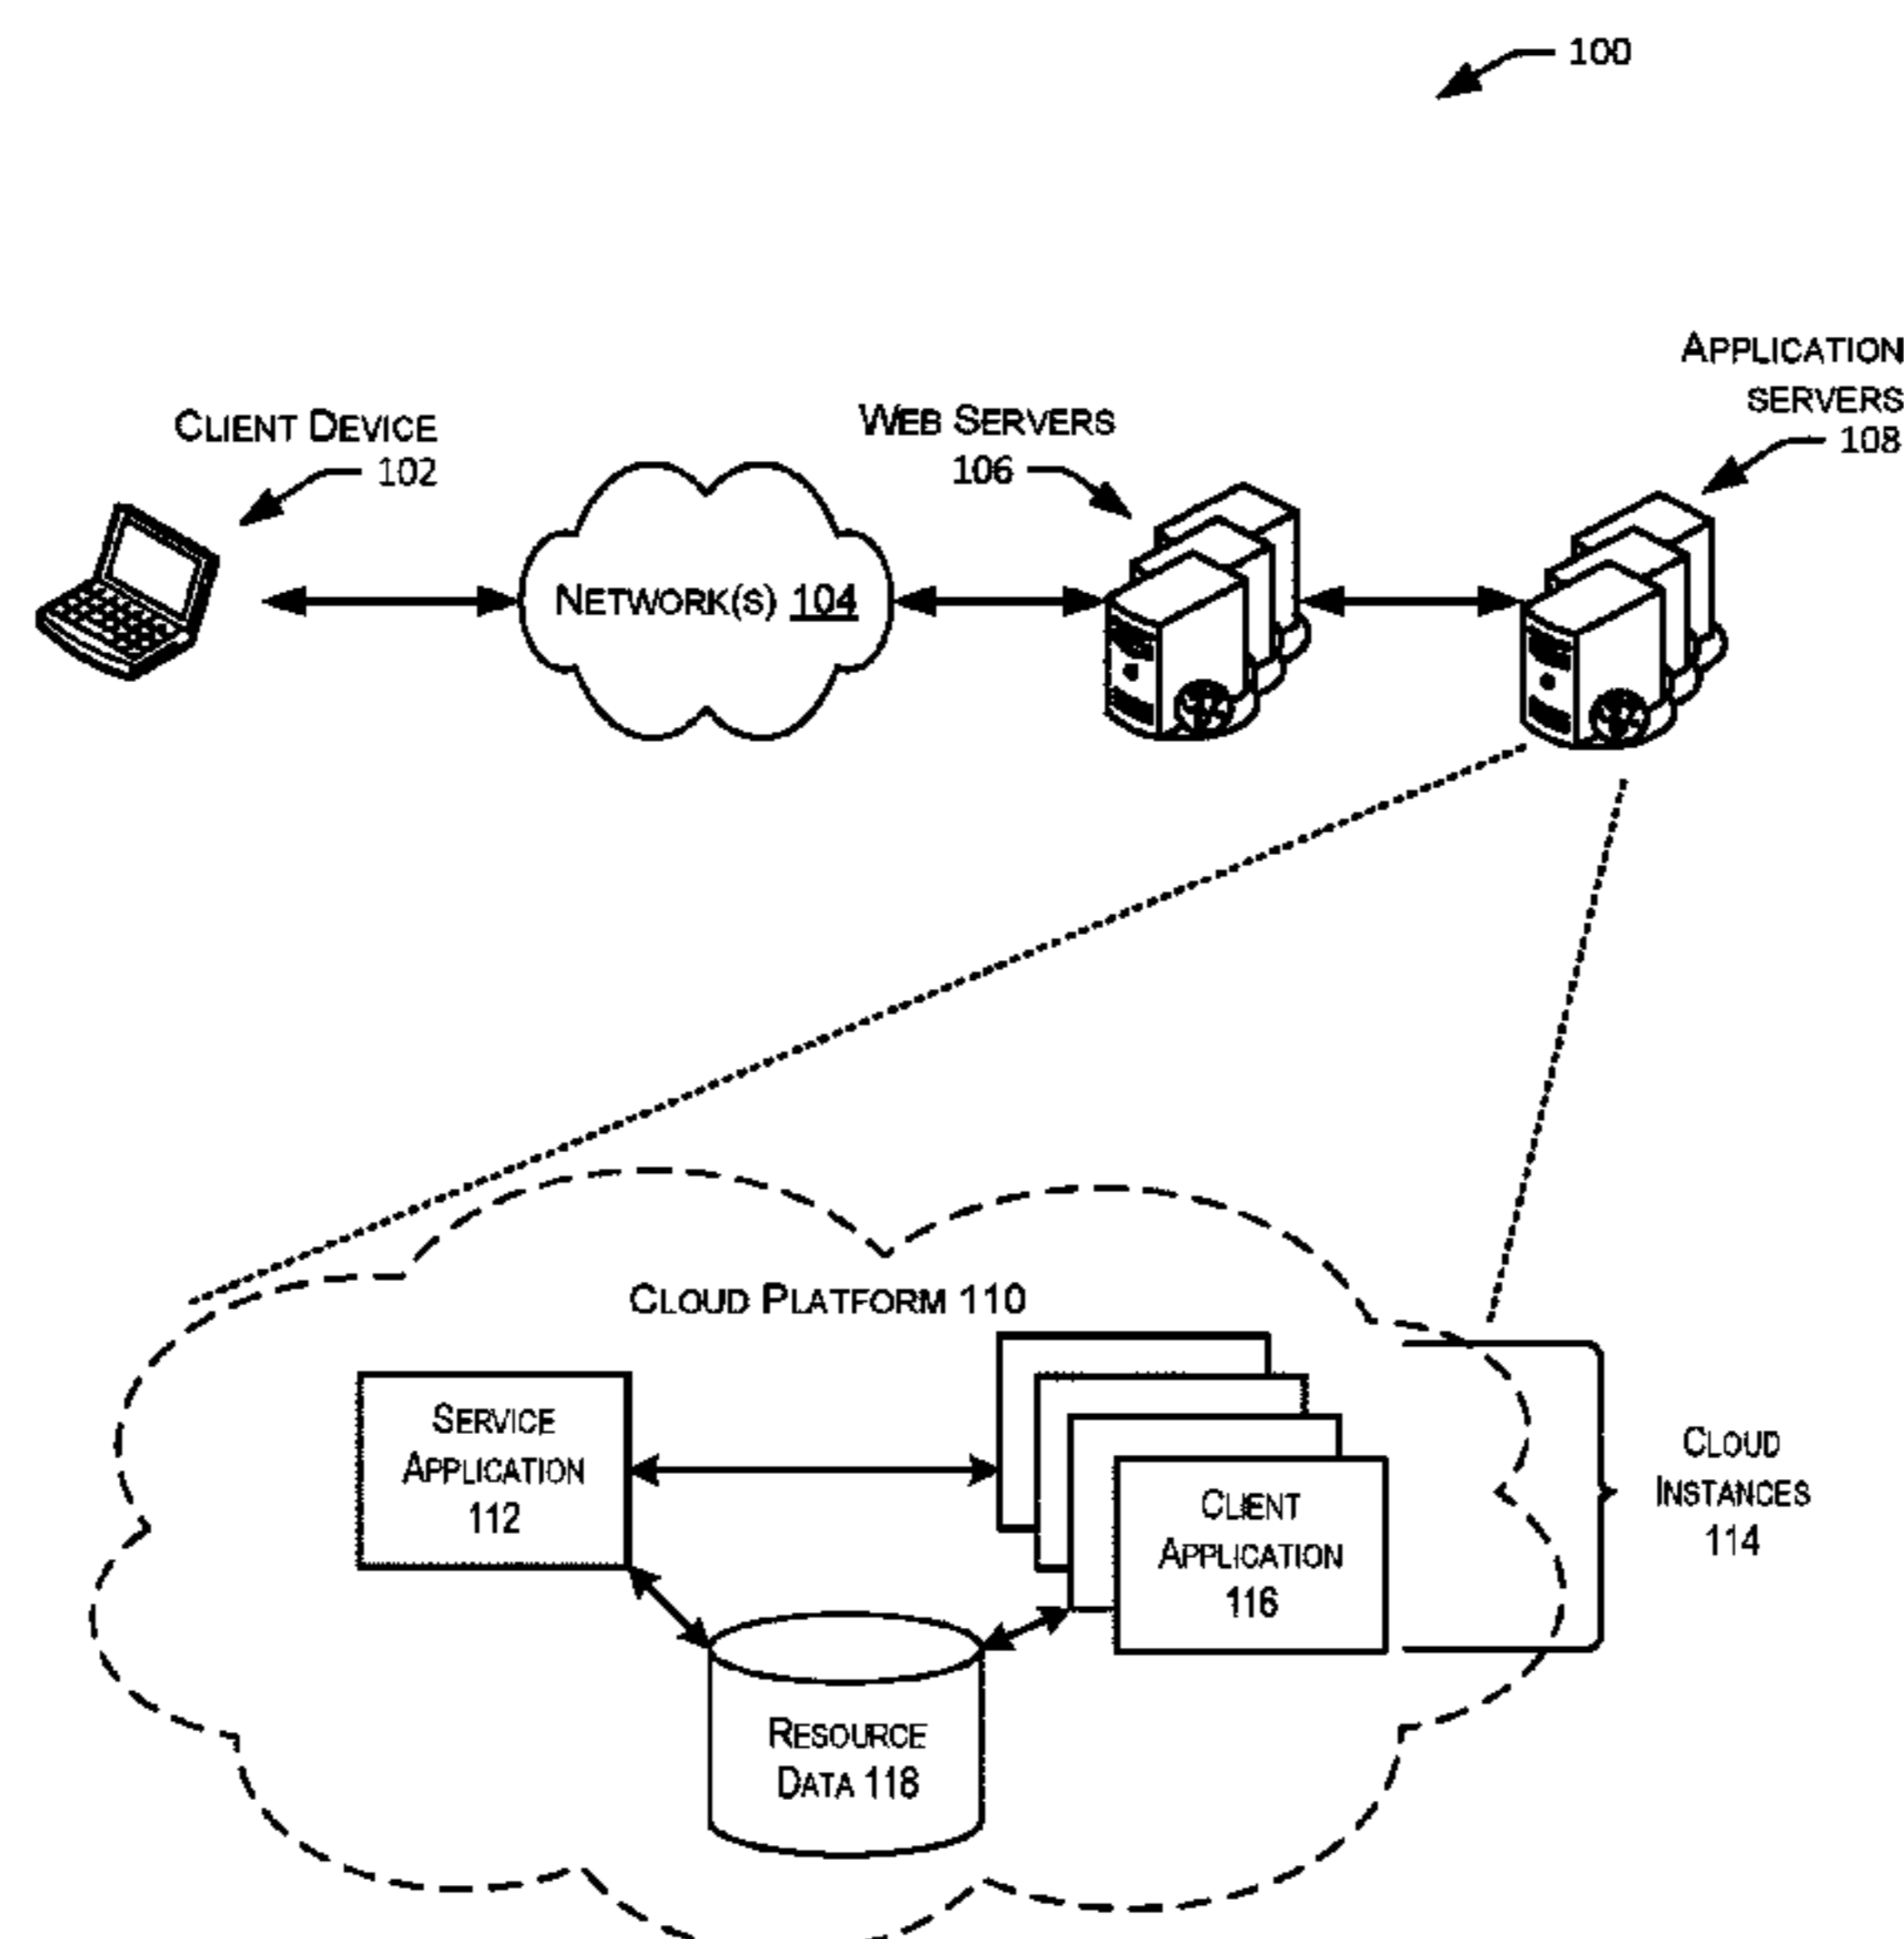 100
APPLICATION
SERVERS
108
CLIENT DEVICE
102
WEB SERVERS
106
NETWORK(S) 104
CLOUD PLATFORM 110
SERVICE
APPLICATION
112
CLIENT
APPLICATION
116
CLOUD
INSTANCES
114
RESOURCE
DATA 118